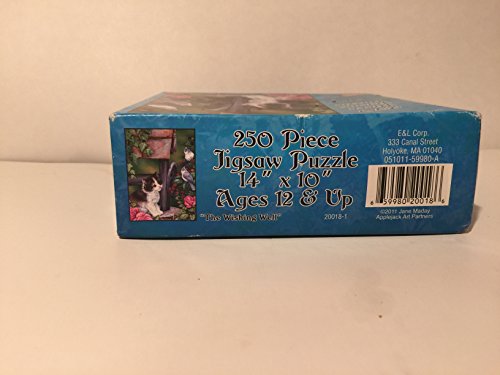 250 Piece
Jigsaw Puzzle
14" x 10"
Ages 12 & Up
"The Wishing Well"
20018-1
E&L Corp.
333 Canal Street
Holyoke, MA 01040
051011-59980-A
6 59980 20018 6
©2011 Jane Maday
Applejack Art Partners